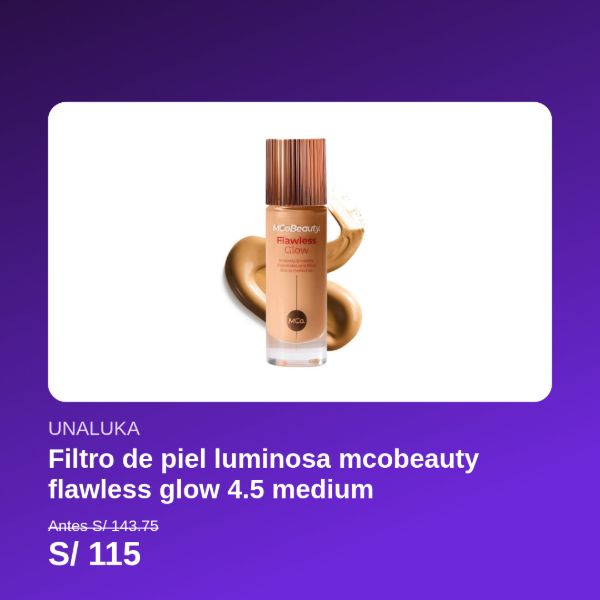 MCoBeauty.
Flawless
Glow
MCo.
UNALUKA
Filtro de piel luminosa mcobeauty
flawless glow 4.5 medium
Antes S/ 143.75
S/ 115